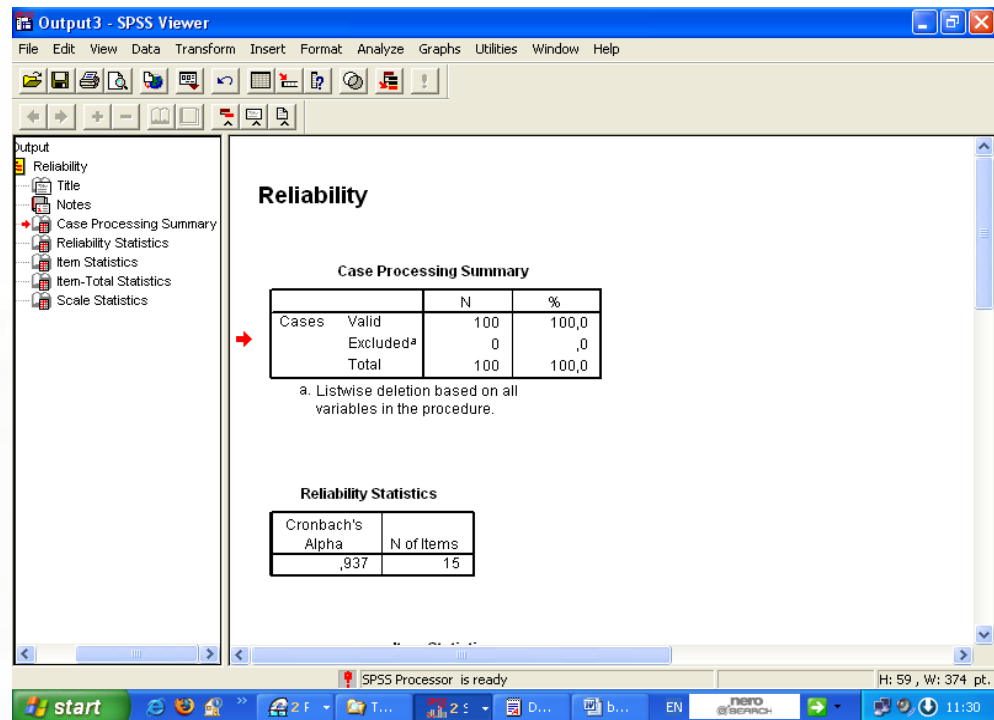 Output3 - SPSS Viewer
File Edit View Data Transform Insert Format Analyze Graphs Utilities Window Help
Output
Reliability
Title
Notes
Case Processing Summary
Reliability Statistics
Item Statistics
Item-Total Statistics
Scale Statistics
Reliability
Case Processing Summary
N %
Cases Valid 100 100,0
Excluded a 0 ,0
Total 100 100,0
a. Listwise deletion based on all
variables in the procedure.
Reliability Statistics
Cronbach's
Alpha N of Items
,937 15
SPSS Processor is ready
H: 59 , W: 374 pt.
start
2 F
T...
2 S
D...
b...
EN
nero
SEARCH
11:30